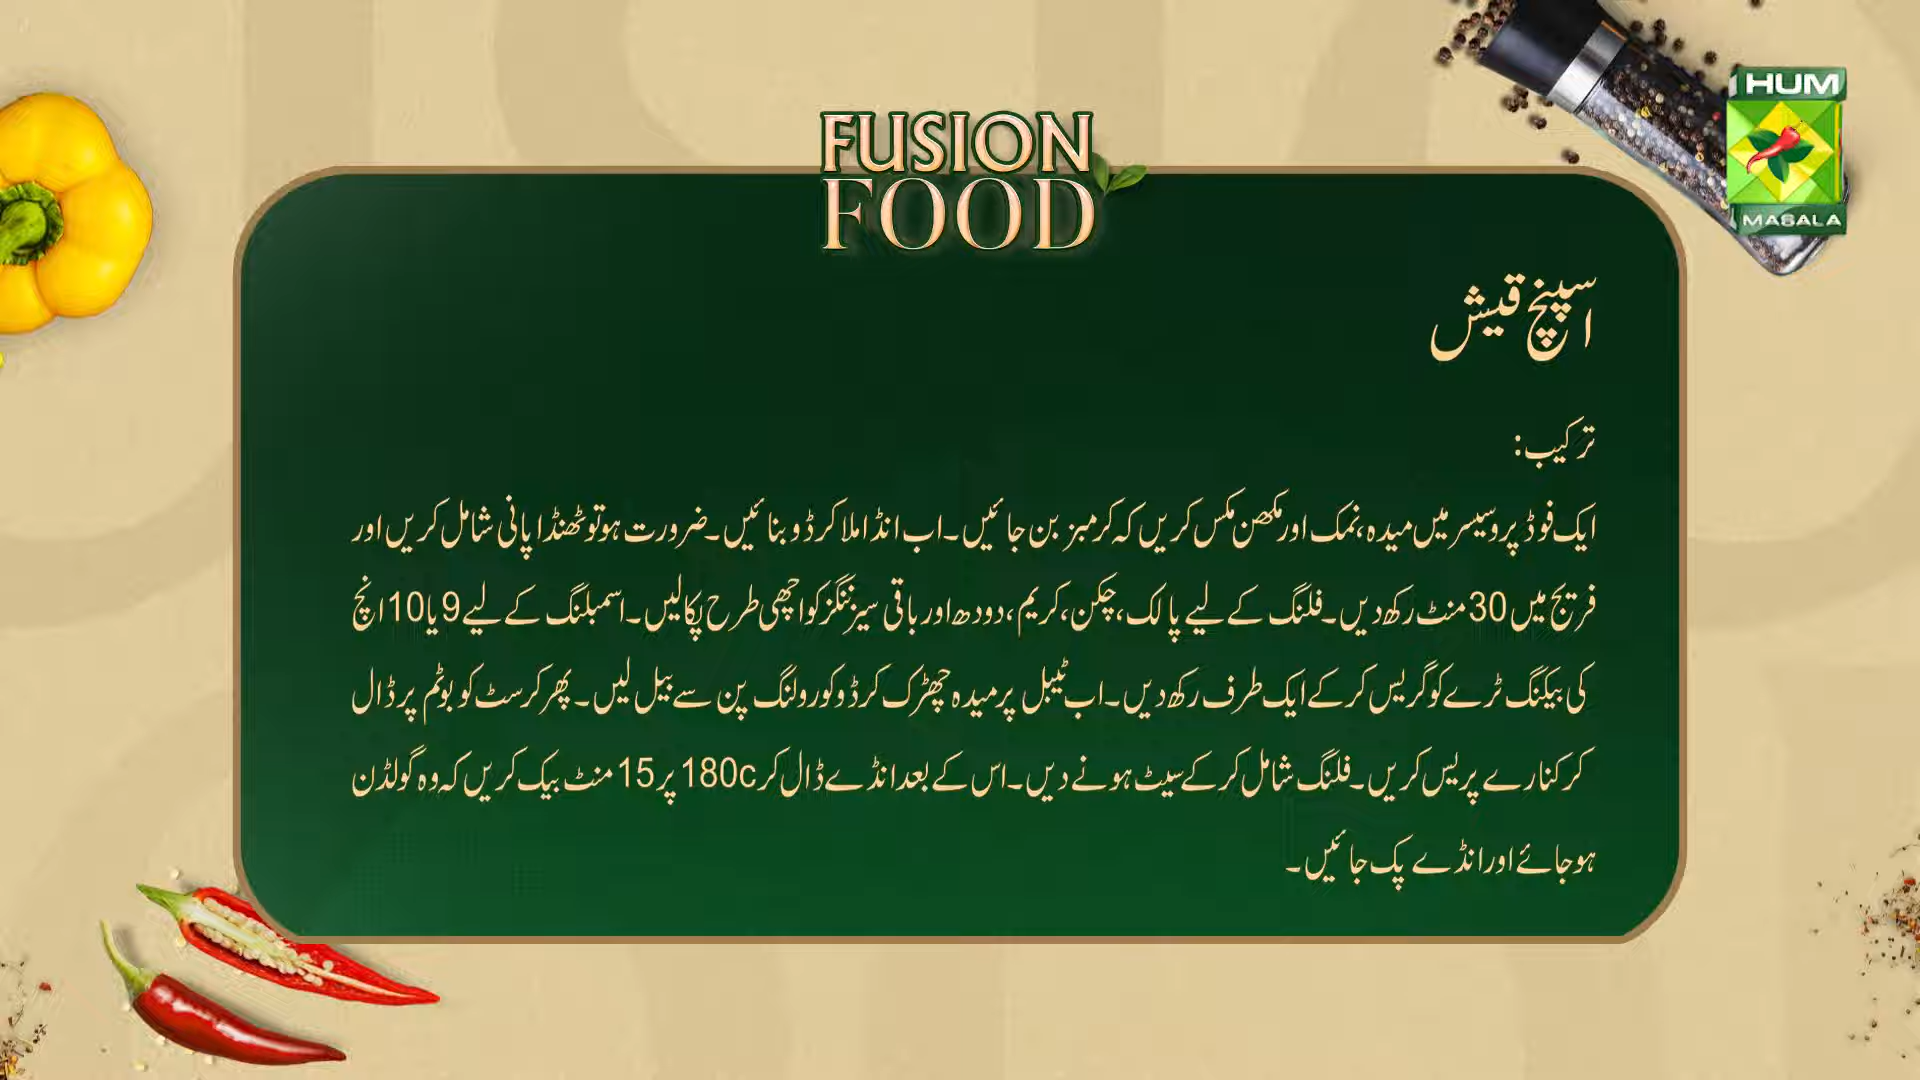 FUSION
FOOD
HUM
MASALA
اسپنچ قیش
ترکیب:
ایک فوڈ پروسیسر میں میدہ، نمک اور مکھن مکس کریں کہ کرمبز بن جائیں۔ اب انڈا ملا کر ڈو بنائیں۔ ضرورت ہو تو ٹھنڈا پانی شامل کریں اور
فریج میں 30 منٹ رکھ دیں۔ فلنگ کے لیے پالک، چکن، کریم، دودھ اور باقی سیزننگز کو اچھی طرح پکالیں۔ اسمبلنگ کے لیے 9 یا 10 انچ
کی بیکنگ ٹرے کو گریس کر کے ایک طرف رکھ دیں۔ اب ٹیبل پر میدہ چھڑک کر ڈو کو رولنگ پن سے بیل لیں۔ پھر کرسٹ کو بوٹم پر ڈال
کر کنارے پریس کریں۔ فلنگ شامل کر کے سیٹ ہونے دیں۔ اس کے بعد انڈے ڈال کر 180c پر 15 منٹ بیک کریں کہ وہ گولڈن
ہو جائے اور انڈے پک جائیں۔